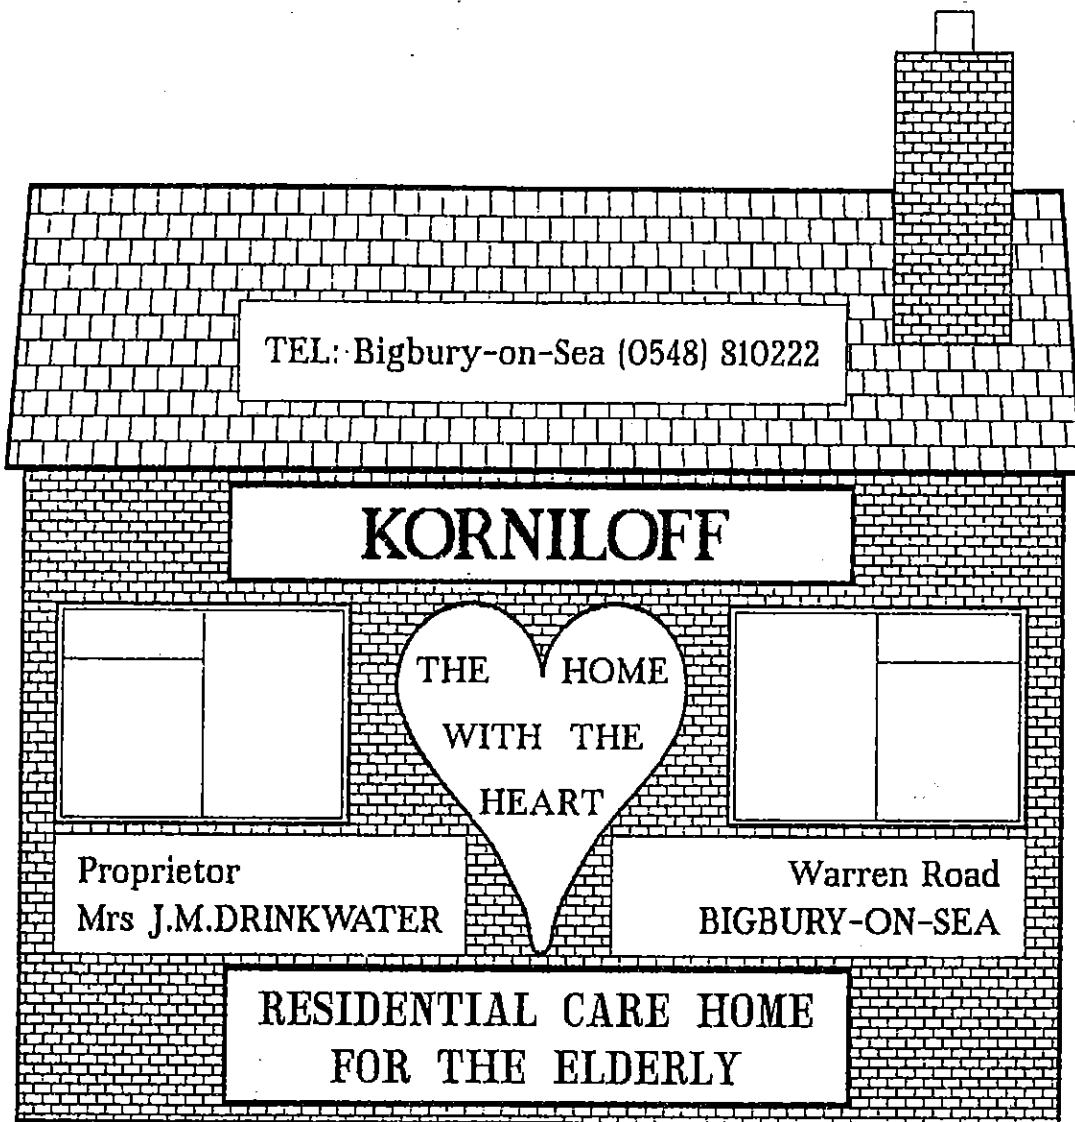 TEL: Bigbury-on-Sea (0548) 810222
KORNILOFF
THE HOME
WITH THE
HEART
Proprietor
Mrs J.M.DRINKWATER
Warren Road
BIGBURY-ON-SEA
RESIDENTIAL CARE HOME
FOR THE ELDERLY